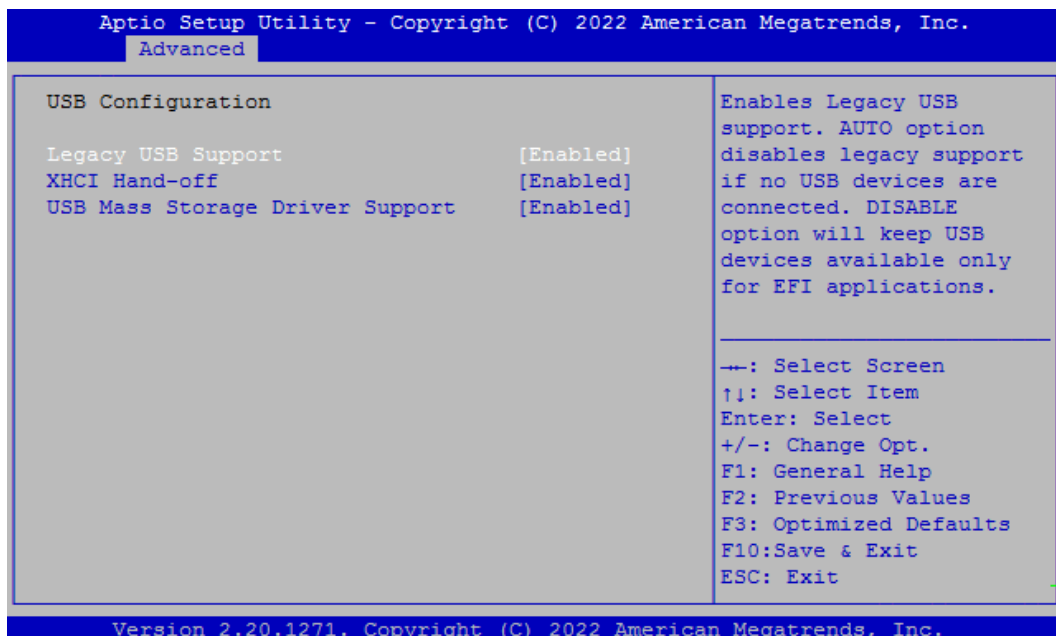 Aptio Setup Utility - Copyright (C) 2022 American Megatrends, Inc.
Advanced
USB Configuration
Legacy USB Support [Enabled]
XHCI Hand-off [Enabled]
USB Mass Storage Driver Support [Enabled]
Enables Legacy USB
support. AUTO option
disables legacy support
if no USB devices are
connected. DISABLE
option will keep USB
devices available only
for EFI applications.
→←: Select Screen
↑↓: Select Item
Enter: Select
+/-: Change Opt.
F1: General Help
F2: Previous Values
F3: Optimized Defaults
F10:Save & Exit
ESC: Exit
Version 2.20.1271. Copyright (C) 2022 American Megatrends, Inc.